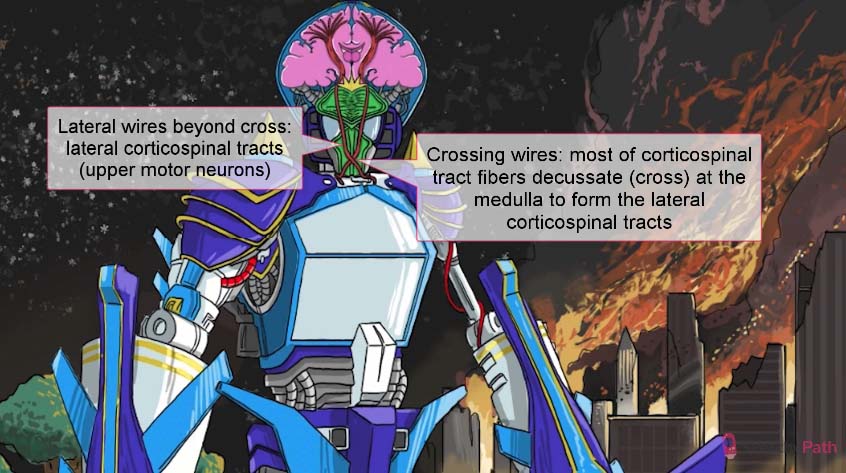 Lateral wires beyond cross:
lateral corticospinal tracts
(upper motor neurons)
Crossing wires: most of corticospinal
tract fibers decussate (cross) at the
medulla to form the lateral
corticospinal tracts
Path